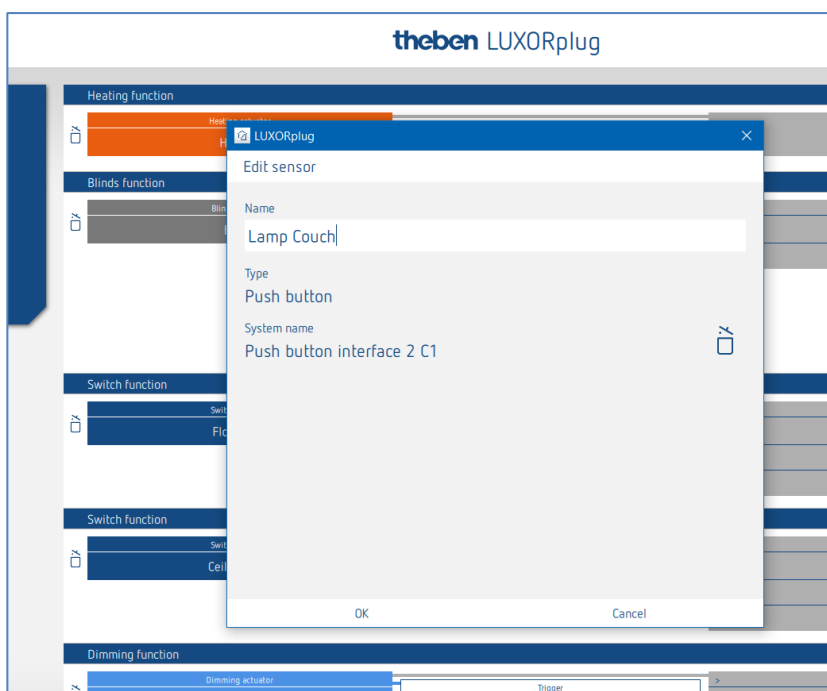 theben LUXORplug
Heating function
LUXORplug
Edit sensor
Blinds function
Name
Lamp Couch
Type
Push button
System name
Push button interface 2 C1
Switch function
Switch function
OK Cancel
Dimming function
Dimming actuator
Trigger
>